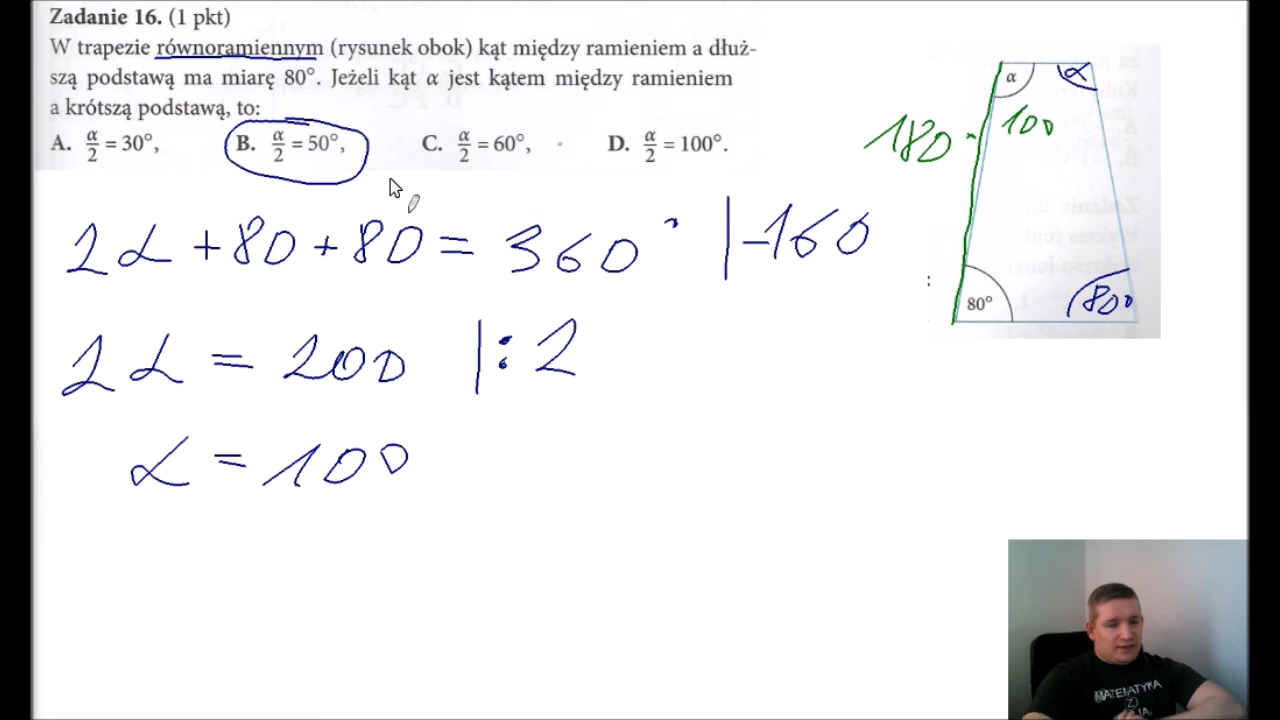 Zadanie 16. (1 pkt)
W trapezie równoramiennym (rysunek obok) kąt między ramieniem a dłuż-
szą podstawą ma miarę 80°. Jeżeli kąt α jest kątem między ramieniem
a krótszą podstawą, to:
A. α/2 = 30°, B. α/2 = 50°, C. α/2 = 60°, D. α/2 = 100°.
α α
180 100
80° 80°
2α + 80 + 80 = 360° |-160
2α = 200 |:2
α = 100
MATEMATYKA
Z